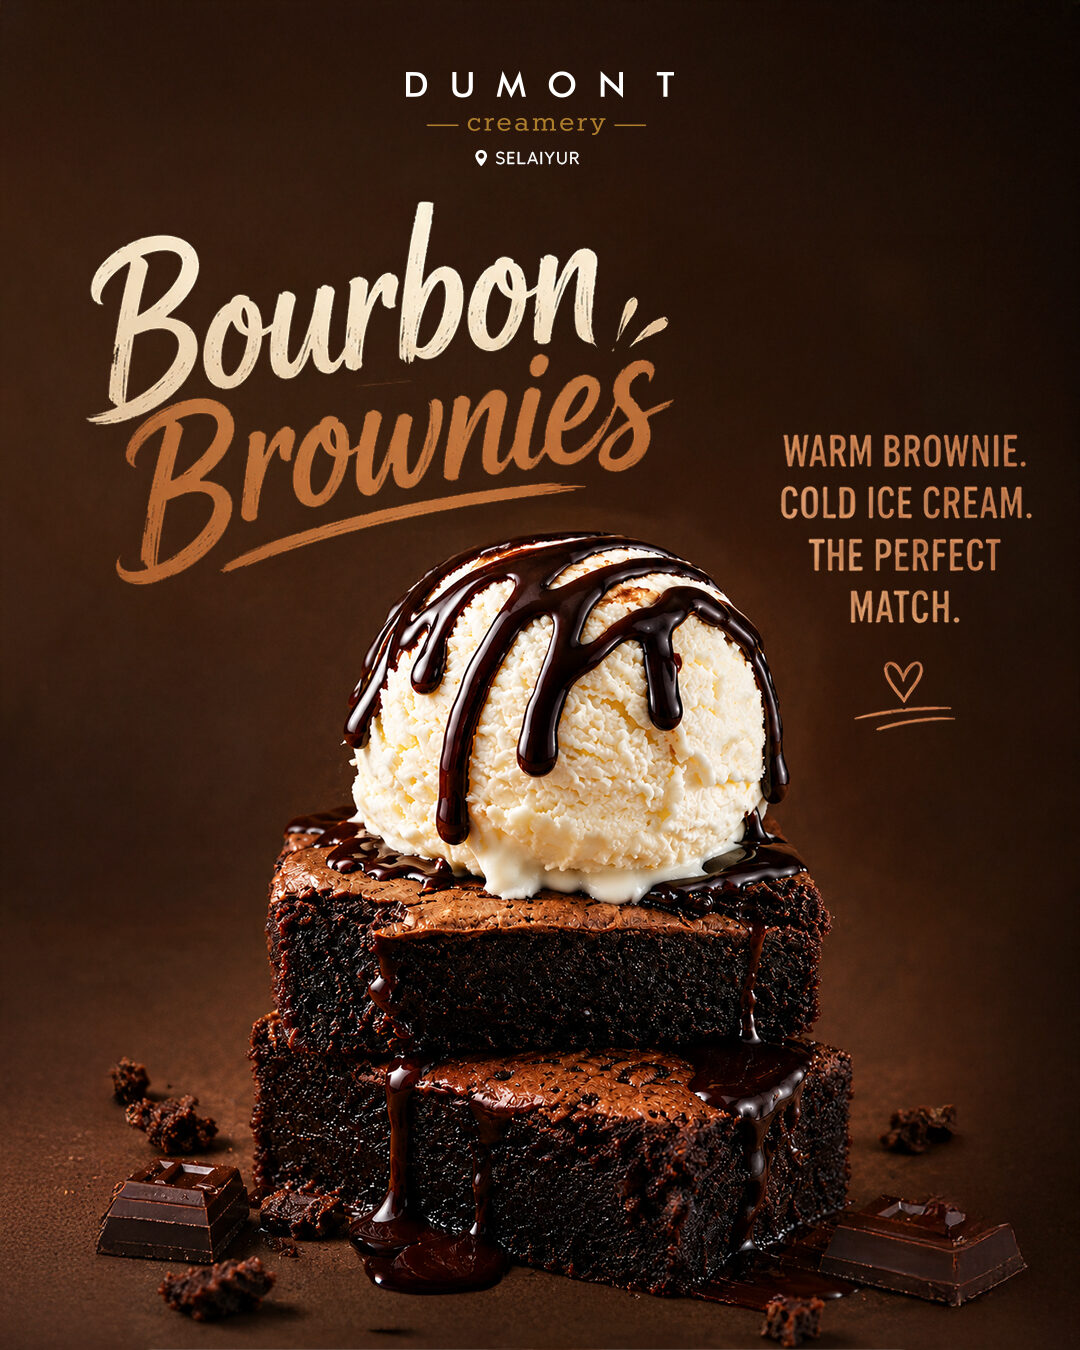 DUMONT
creamery
SELAIYUR
Bourbon
Brownies
WARM BROWNIE.
COLD ICE CREAM.
THE PERFECT
MATCH.